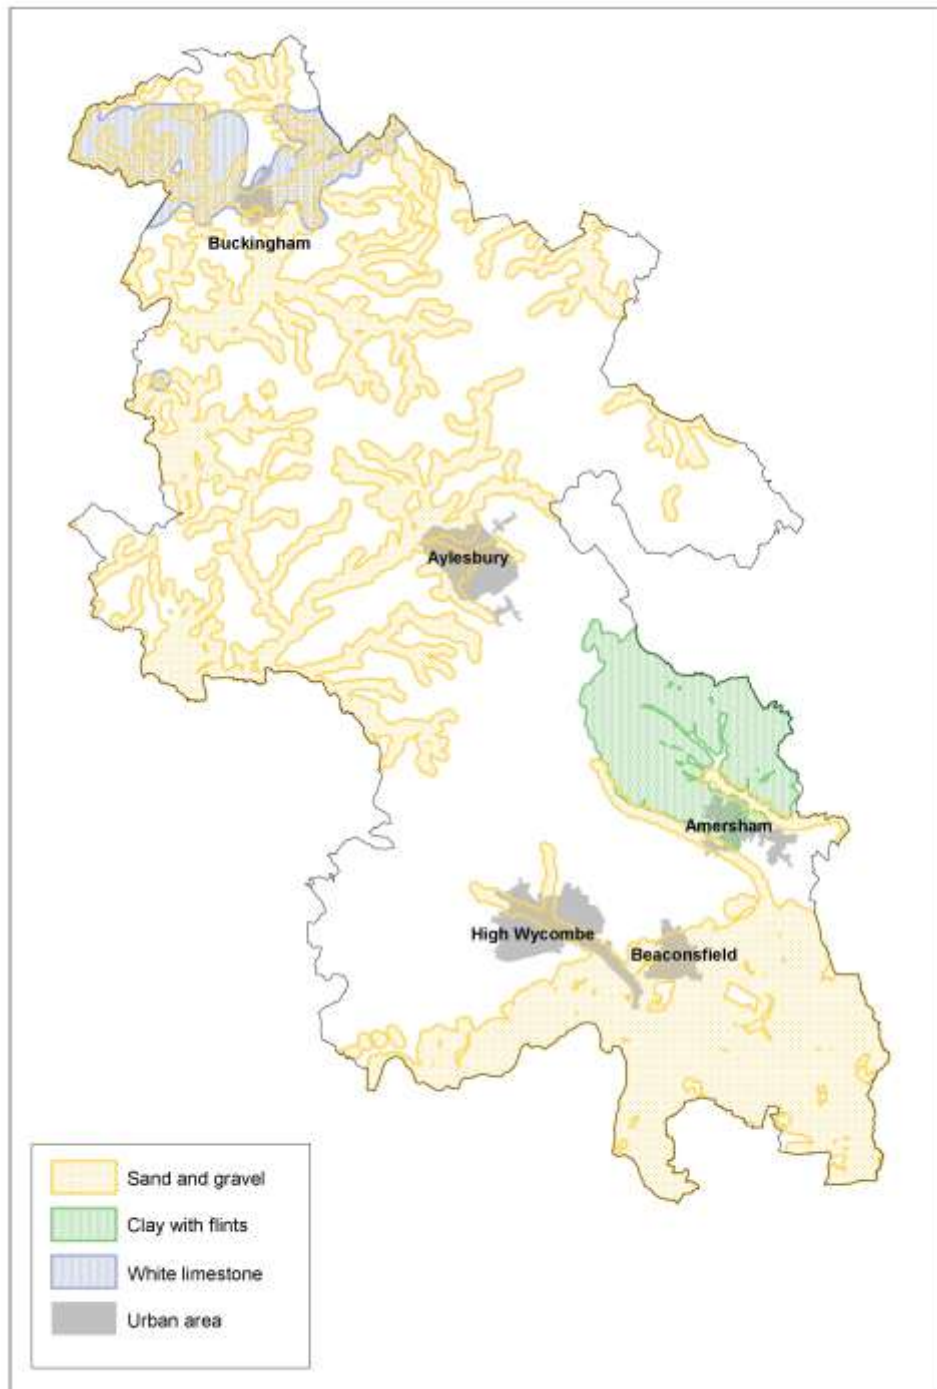 Buckingham
Aylesbury
Amersham
High Wycombe
Beaconsfield
Sand and gravel
Clay with flints
White limestone
Urban area